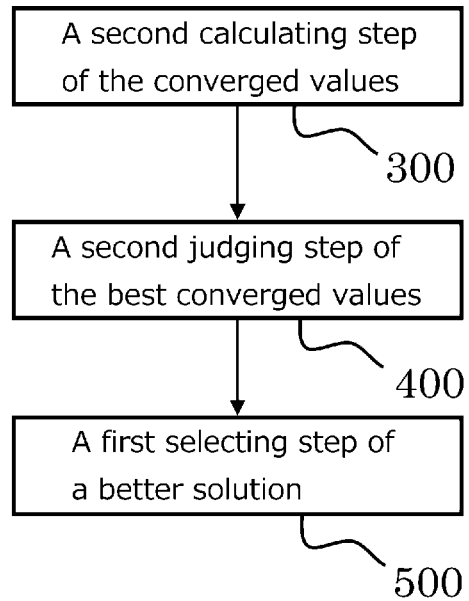 A second calculating step
of the converged values
300
A second judging step of
the best converged values
400
A first selecting step of
a better solution
500